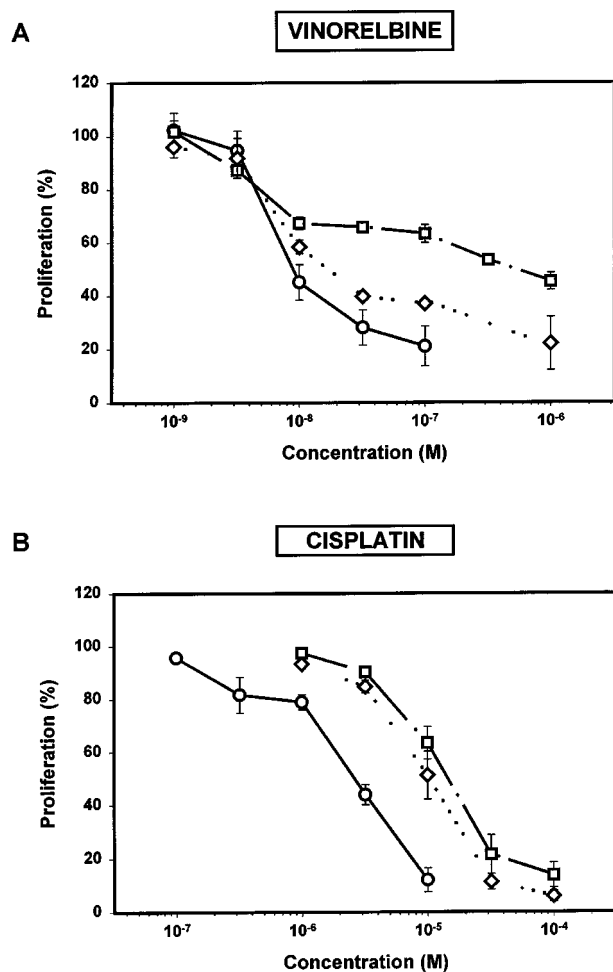 A
VINORELBINE
120
100
80
60
40
20
0
Proliferation (%)
10-9
10-8
10-7
10-6
Concentration (M)
B
CISPLATIN
120
100
80
60
40
20
0
Proliferation (%)
10-7
10-6
10-5
10-4
Concentration (M)